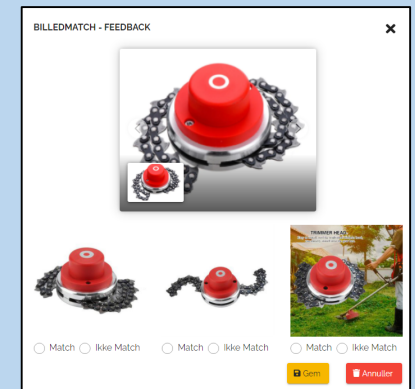 BILLEDMATCH - FEEDBACK
TRIMMER HEAD
Match Ikke Match
Match Ikke Match
Match Ikke Match
Gem
Annuller